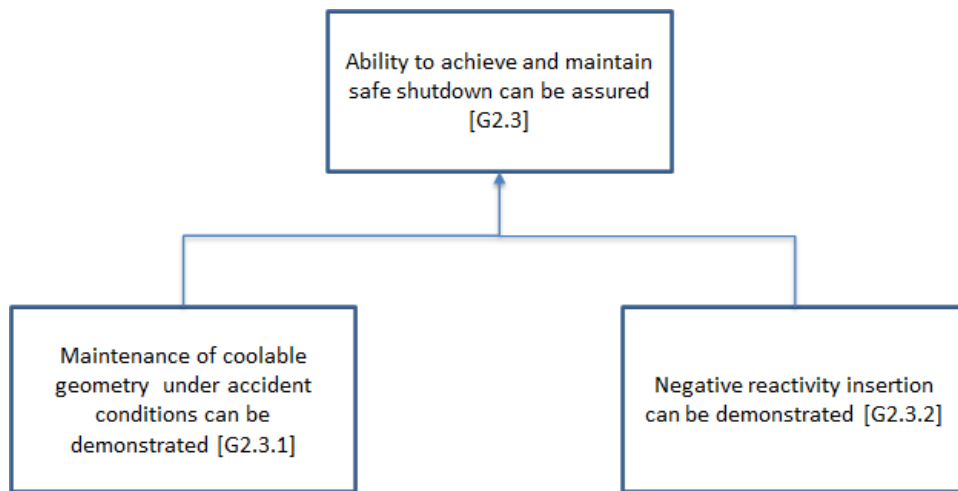 Ability to achieve and maintain
safe shutdown can be assured
[G2.3]
Maintenance of coolable
geometry  under accident
conditions can be
demonstrated [G2.3.1]
Negative reactivity insertion
can be demonstrated  [G2.3.2]